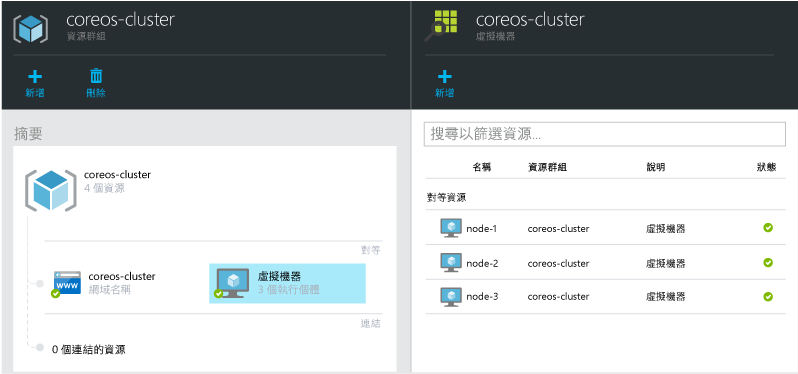 coreos-cluster
資源群組
新增
刪除
摘要
coreos-cluster
4 個資源
對等
coreos-cluster
網域名稱
虛擬機器
3 個執行個體
連結
0 個連結的資源
coreos-cluster
虛擬機器
新增
搜尋以篩選資源...
名稱 資源群組 說明 狀態
對等資源
node-1 coreos-cluster 虛擬機器
node-2 coreos-cluster 虛擬機器
node-3 coreos-cluster 虛擬機器
WWW